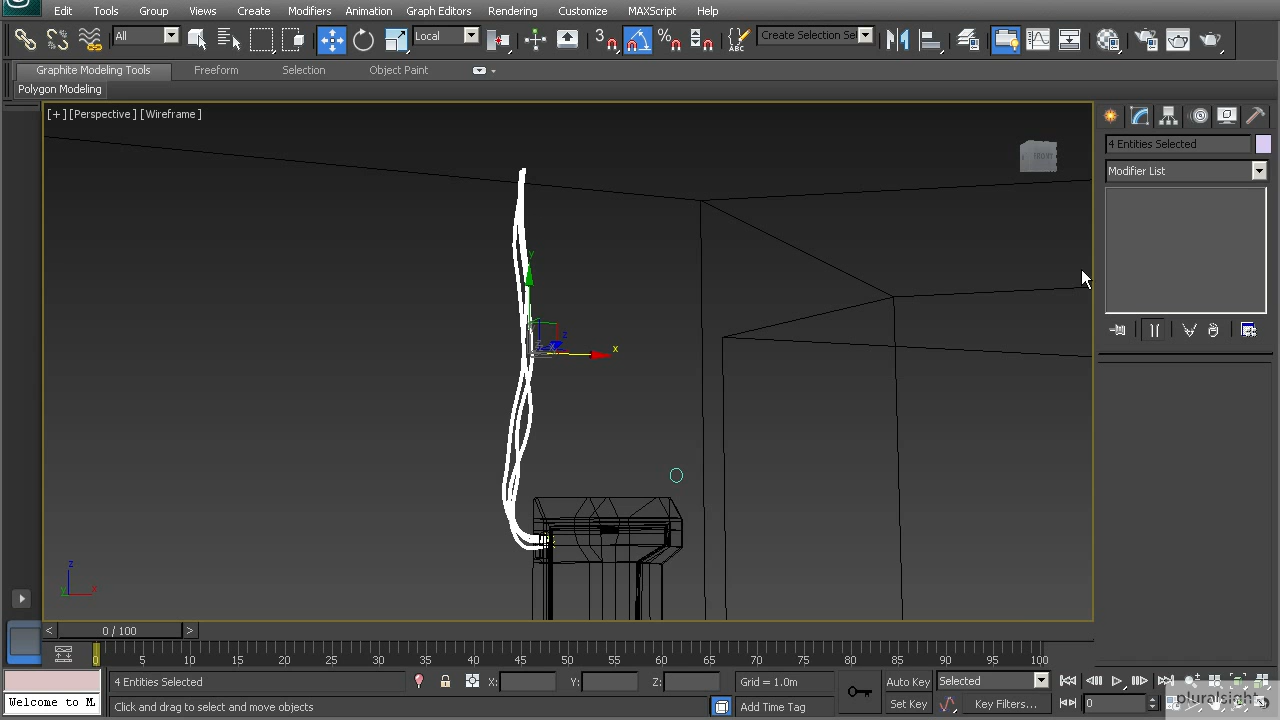 Edit Tools Group Views Create Modifiers Animation Graph Editors Rendering Customize MAXScript Help
All Local 3 % ABC Create Selection Se
Graphite Modeling Tools Freeform Selection Object Paint
Polygon Modeling
[+] [Perspective] [Wireframe]
FRONT
4 Entities Selected
Modifier List
y
z
x
z
y x
< 0 / 100 >
0 5 10 15 20 25 30 35 40 45 50 55 60 65 70 75 80 85 90 95 100
4 Entities Selected X: Y: Z: Grid = 1.0m Auto Key Selected
Welcome to M Click and drag to select and move objects Add Time Tag Set Key Key Filters... 0
pluralsight